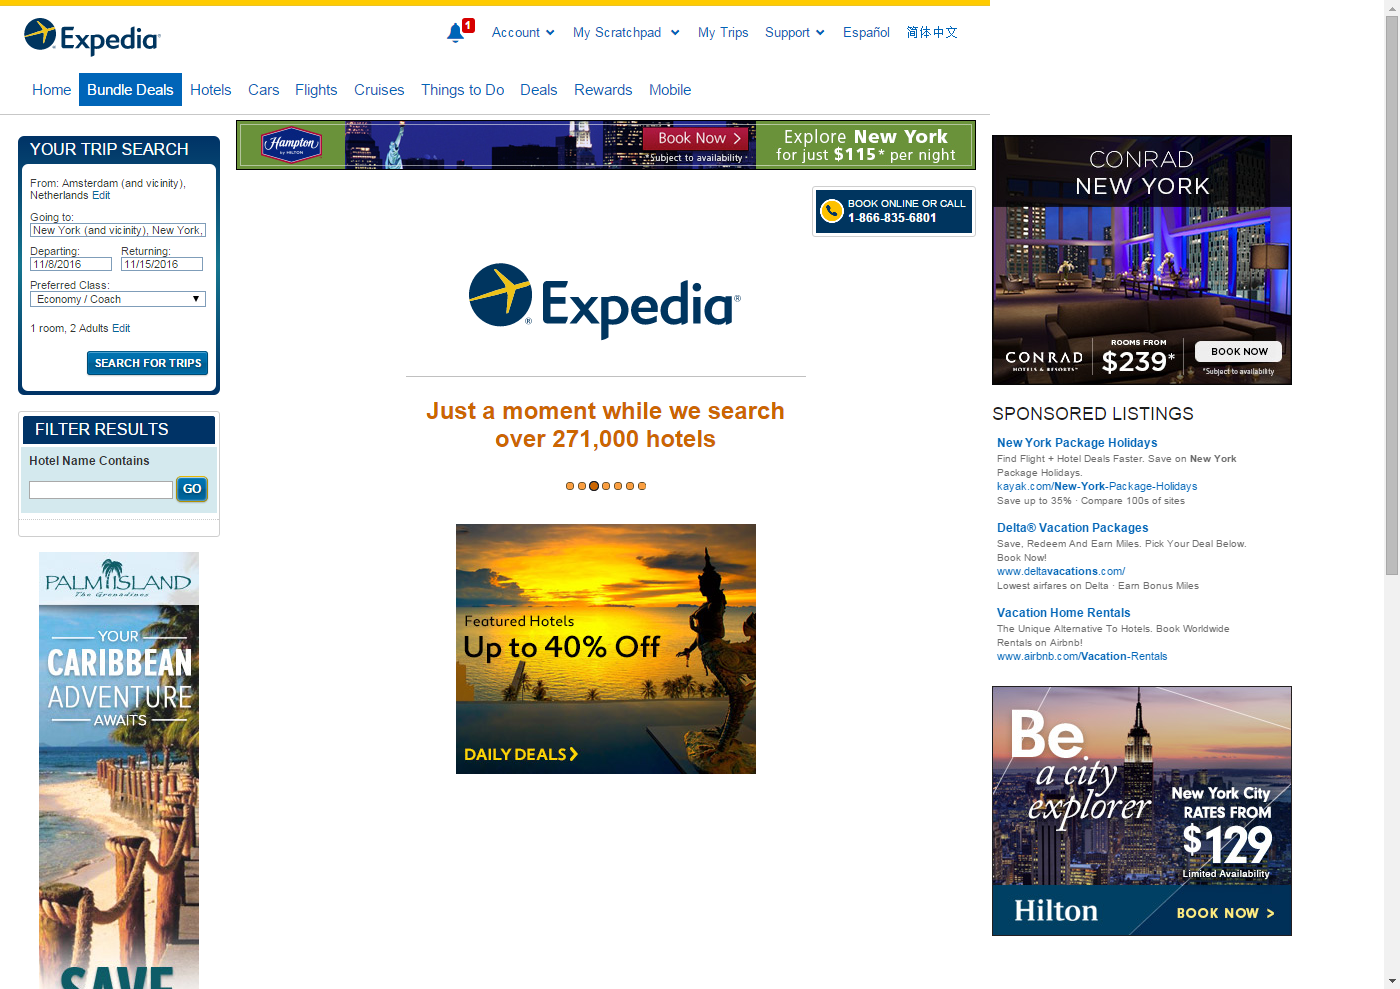 Expedia
1
Account
My Scratchpad
My Trips
Support
Español
简体中文
Home
Bundle Deals
Hotels
Cars
Flights
Cruises
Things to Do
Deals
Rewards
Mobile
YOUR TRIP SEARCH
From: Amsterdam (and vicinity),
Netherlands Edit
Going to:
New York (and vicinity), New York,
Departing: Returning:
11/8/2016 11/15/2016
Preferred Class:
Economy / Coach
1 room, 2 Adults Edit
SEARCH FOR TRIPS
FILTER RESULTS
Hotel Name Contains
GO
PALM ISLAND
The Grenadines
YOUR
CARIBBEAN
ADVENTURE
AWAITS
SAVE
Hampton
by HILTON
Book Now >
*Subject to availability
Explore New York
for just $115* per night
BOOK ONLINE OR CALL
1-866-835-6801
Expedia®
Just a moment while we search
over 271,000 hotels
Featured Hotels
Up to 40% Off
DAILY DEALS >
CONRAD
NEW YORK
CONRAD
HOTELS & RESORTS™
ROOMS FROM
$239*
BOOK NOW
*Subject to availability
SPONSORED LISTINGS
New York Package Holidays
Find Flight + Hotel Deals Faster. Save on New York
Package Holidays.
kayak.com/New-York-Package-Holidays
Save up to 35% · Compare 100s of sites
Delta® Vacation Packages
Save, Redeem And Earn Miles. Pick Your Deal Below.
Book Now!
www.deltavacations.com/
Lowest airfares on Delta · Earn Bonus Miles
Vacation Home Rentals
The Unique Alternative To Hotels. Book Worldwide
Rentals on Airbnb!
www.airbnb.com/Vacation-Rentals
Be
a city
explorer
New York City
RATES FROM
$129
Limited Availability
Hilton
BOOK NOW >